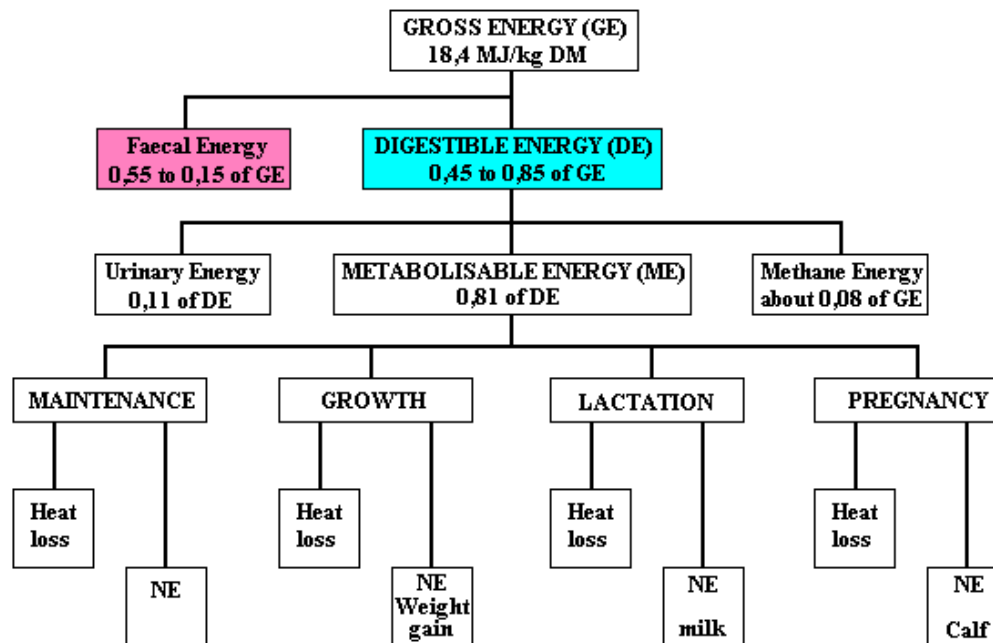 GROSS ENERGY (GE)
18,4 MJ/kg DM
Faecal Energy
0,55 to 0,15 of GE
DIGESTIBLE ENERGY (DE)
0,45 to 0,85 of GE
Urinary Energy
0,11 of DE
METABOLISABLE ENERGY (ME)
0,81 of DE
Methane Energy
about 0,08 of GE
MAINTENANCE
GROWTH
LACTATION
PREGNANCY
Heat
loss
NE
Heat
loss
NE
Weight
gain
Heat
loss
NE
milk
Heat
loss
NE
Calf